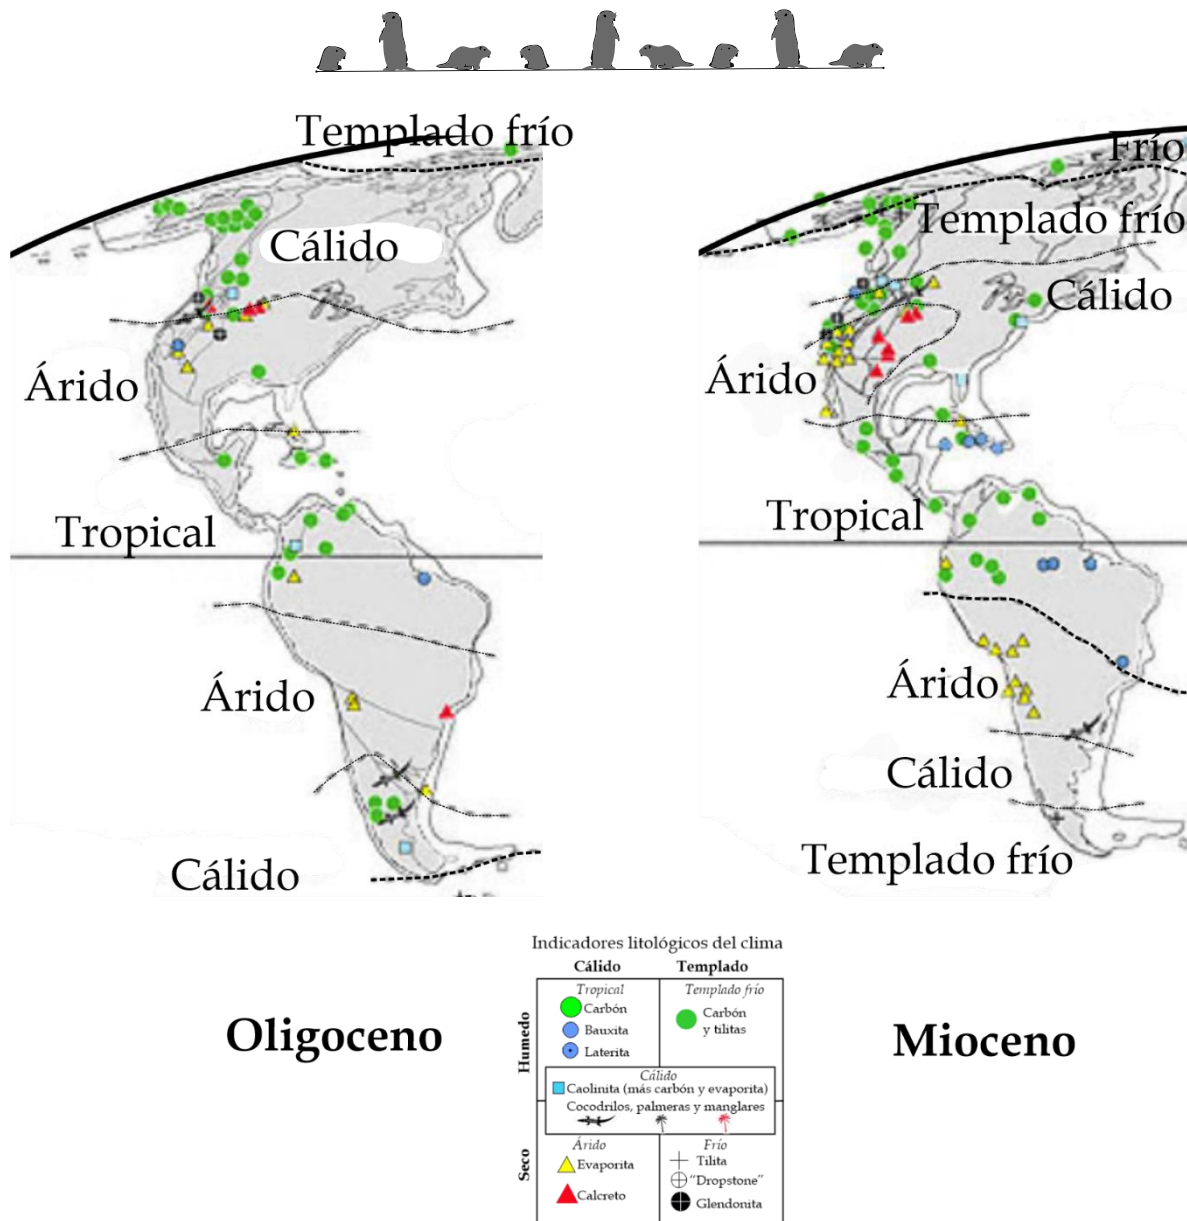 Templado frío
Cálido
Árido
Tropical
Árido
Cálido
Frío
Templado frío
Cálido
Árido
Tropical
Árido
Cálido
Templado frío
Oligoceno
Mioceno
Indicadores litológicos del clima
Cálido
Templado
Humedo
Tropical
Carbón
Bauxita
Laterita
Templado frío
Carbón
y tilitas
Cálido
Caolinita (más carbón y evaporita)
Cocodrilos, palmeras y manglares
Seco
Árido
Evaporita
Calcreto
Frío
Tilita
"Dropstone"
Glendonita